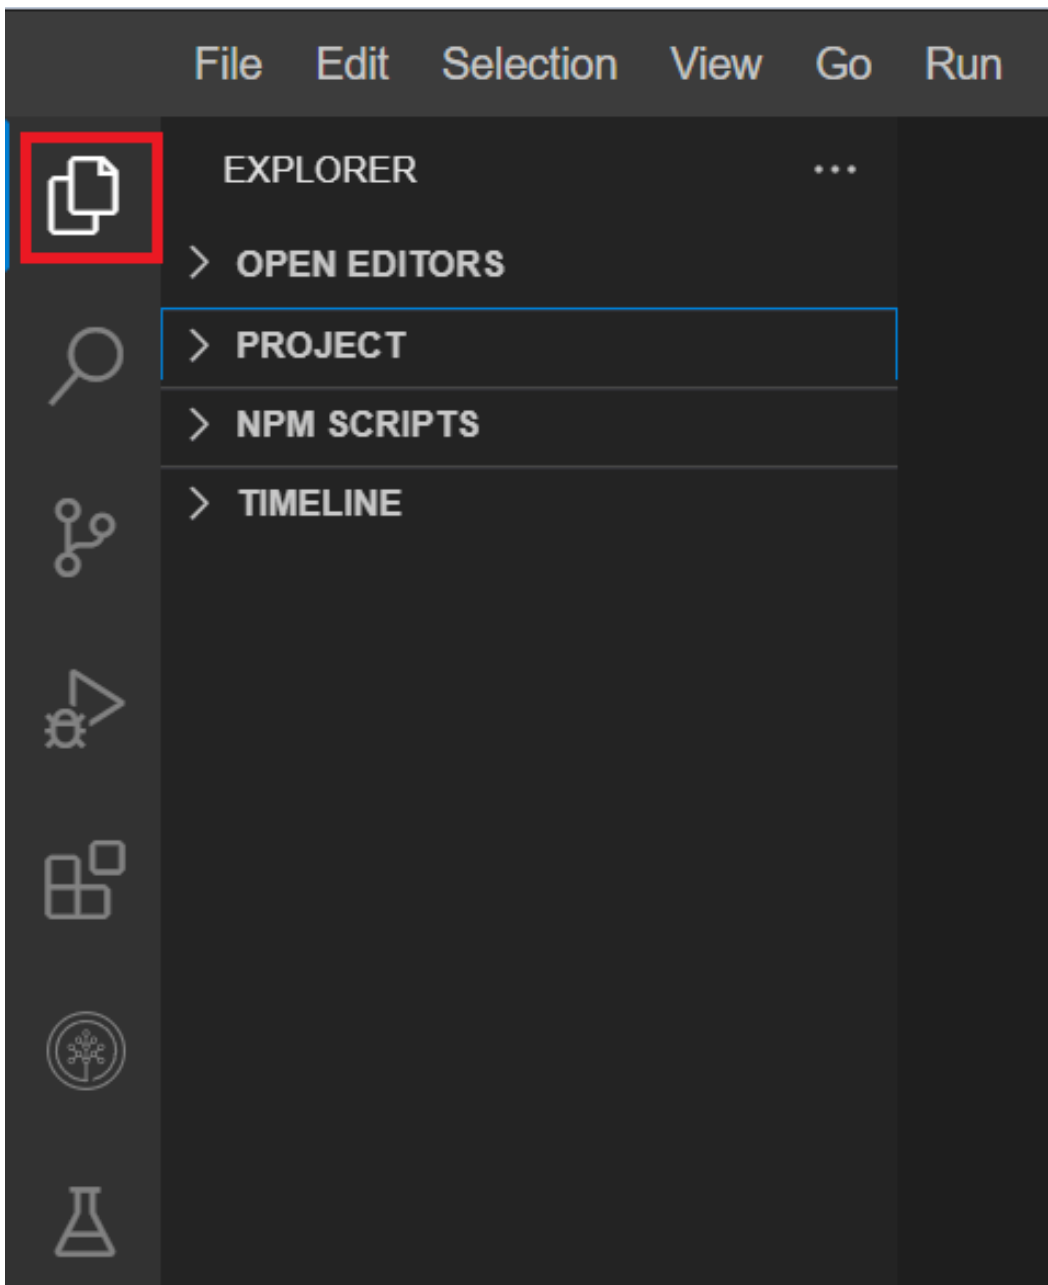 File Edit Selection View Go Run
EXPLORER ...
OPEN EDITORS
PROJECT
NPM SCRIPTS
TIMELINE